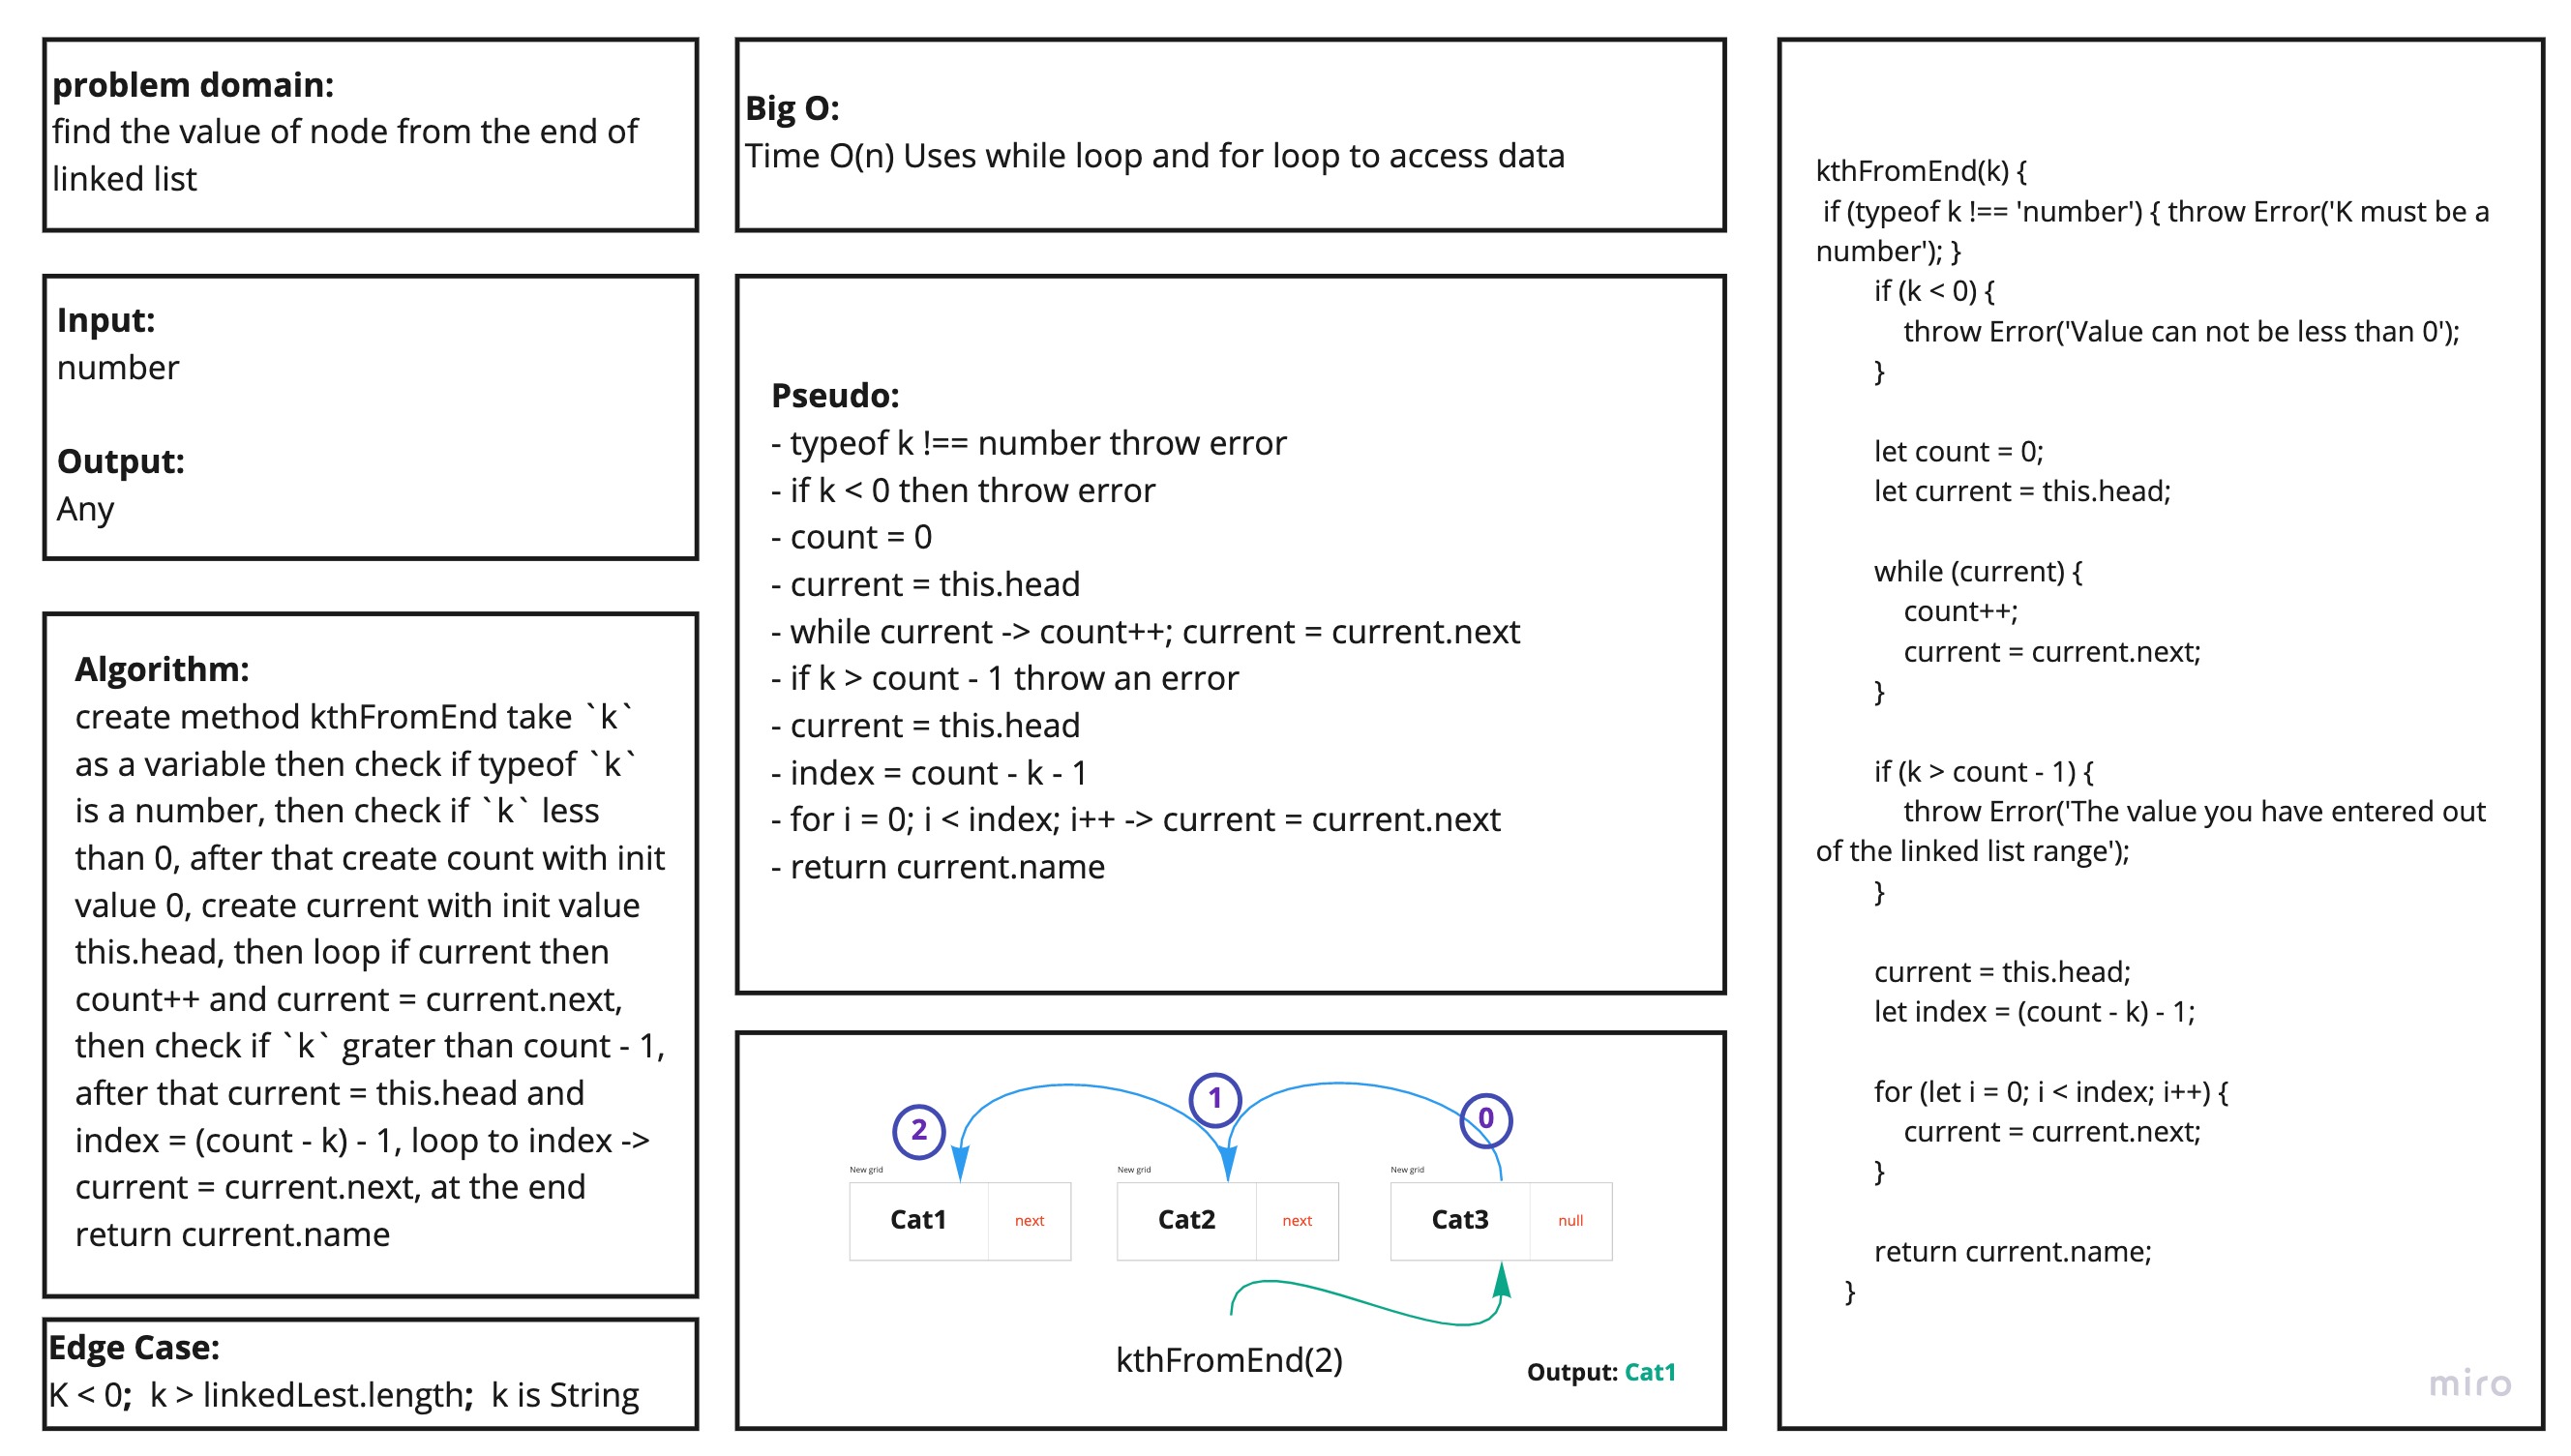 problem domain:
find the value of node from the end of
linked list
Input:
number
Output:
Any
Algorithm:
create method kthFromEnd take `k`
as a variable then check if typeof `k`
is a number, then check if `k` less
than 0, after that create count with init
value 0, create current with init value
this.head, then loop if current then
count++ and current = current.next,
then check if `k` grater than count - 1,
after that current = this.head and
index = (count - k) - 1, loop to index ->
current = current.next, at the end
return current.name
Edge Case:
K < 0;  k > linkedLest.length;  k is String
Big O:
Time O(n) Uses while loop and for loop to access data
Pseudo:
- typeof k !== number throw error
- if k < 0 then throw error
- count = 0
- current = this.head
- while current -> count++; current = current.next
- if k > count - 1 throw an error
- current = this.head
- index = count - k - 1
- for i = 0; i < index; i++ -> current = current.next
- return current.name
2 1 0
New grid New grid New grid
Cat1 next Cat2 next Cat3 null
kthFromEnd(2)
Output: Cat1
kthFromEnd(k) {
if (typeof k !== 'number') { throw Error('K must be a
number'); }
if (k < 0) {
throw Error('Value can not be less than 0');
}
let count = 0;
let current = this.head;
while (current) {
count++;
current = current.next;
}
if (k > count - 1) {
throw Error('The value you have entered out
of the linked list range');
}
current = this.head;
let index = (count - k) - 1;
for (let i = 0; i < index; i++) {
current = current.next;
}
return current.name;
}
miro